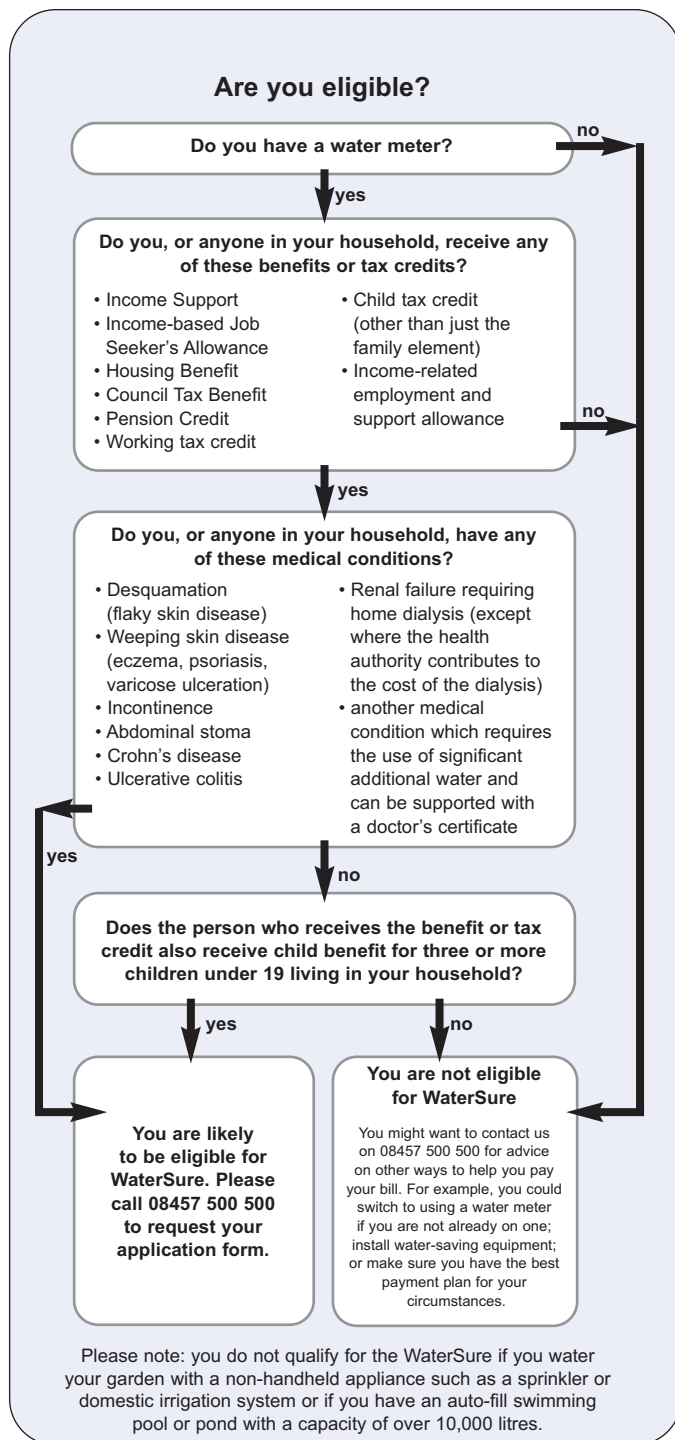 Are you eligible?
Do you have a water meter?
no
yes
Do you, or anyone in your household, receive any
of these benefits or tax credits?
• Income Support
• Income-based Job
Seeker's Allowance
• Housing Benefit
• Council Tax Benefit
• Pension Credit
• Working tax credit
• Child tax credit
(other than just the
family element)
• Income-related
employment and
support allowance
no
yes
Do you, or anyone in your household, have any
of these medical conditions?
• Desquamation
(flaky skin disease)
• Weeping skin disease
(eczema, psoriasis,
varicose ulceration)
• Incontinence
• Abdominal stoma
• Crohn's disease
• Ulcerative colitis
• Renal failure requiring
home dialysis (except
where the health
authority contributes to
the cost of the dialysis)
• another medical
condition which requires
the use of significant
additional water and
can be supported with
a doctor's certificate
yes
no
Does the person who receives the benefit or tax
credit also receive child benefit for three or more
children under 19 living in your household?
yes
no
You are likely
to be eligible for
WaterSure. Please
call 08457 500 500
to request your
application form.
You are not eligible
for WaterSure
You might want to contact us
on 08457 500 500 for advice
on other ways to help you pay
your bill. For example, you could
switch to using a water meter
if you are not already on one;
install water-saving equipment;
or make sure you have the best
payment plan for your
circumstances.
Please note: you do not qualify for the WaterSure if you water
your garden with a non-handheld appliance such as a sprinkler or
domestic irrigation system or if you have an auto-fill swimming
pool or pond with a capacity of over 10,000 litres.